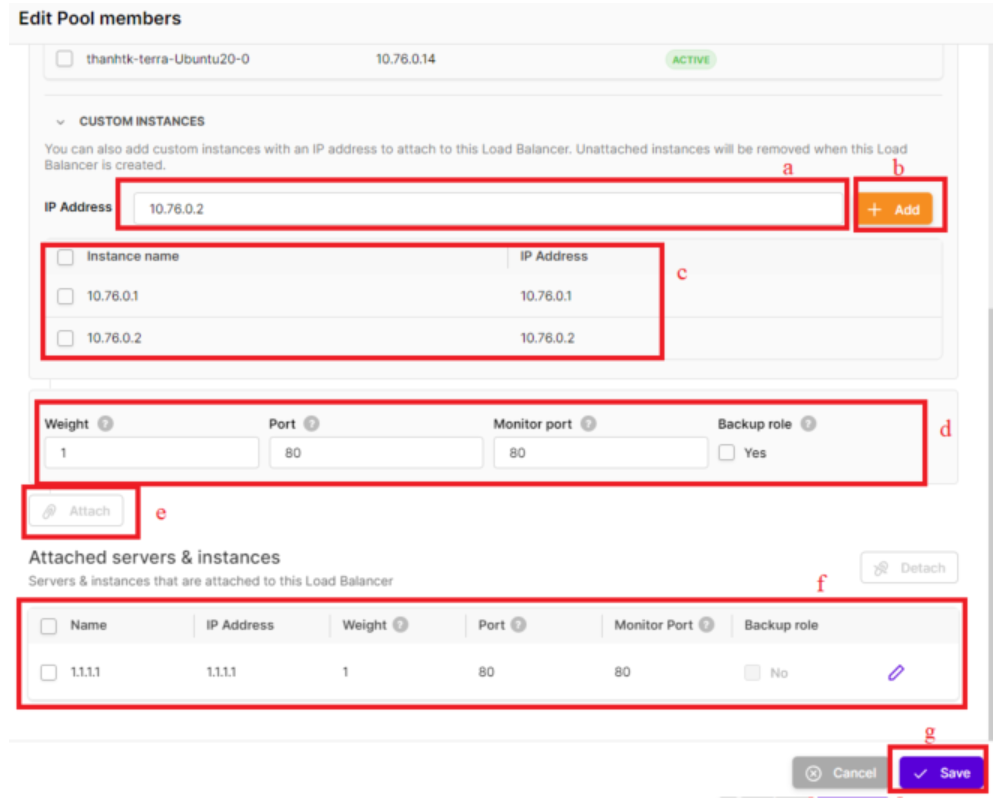 Edit Pool members
thanhtk-terra-Ubuntu20-0 10.76.0.14 ACTIVE
CUSTOM INSTANCES
You can also add custom instances with an IP address to attach to this Load Balancer. Unattached instances will be removed when this Load
Balancer is created.
a b
IP Address 10.76.0.2 + Add
Instance name IP Address
c
10.76.0.1 10.76.0.1
10.76.0.2 10.76.0.2
Weight ? Port ? Monitor port ? Backup role ?
d
1 80 80 Yes
Attach e
Attached servers & instances
Servers & instances that are attached to this Load Balancer
Detach
f
Name IP Address Weight ? Port ? Monitor Port ? Backup role
1.1.1.1 1.1.1.1 1 80 80 No
g
Cancel Save